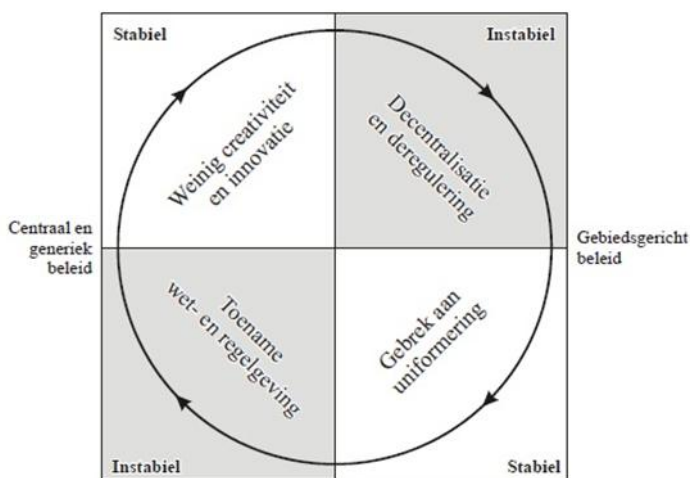 Stabiel
Instabiel
Weinig creativiteit
en innovatie
Decentralisatie
en deregulering
Centraal en
generiek
beleid
Gebiedsgericht
beleid
Toename
wet- en regelgeving
Gebrek aan
uniformering
Instabiel
Stabiel